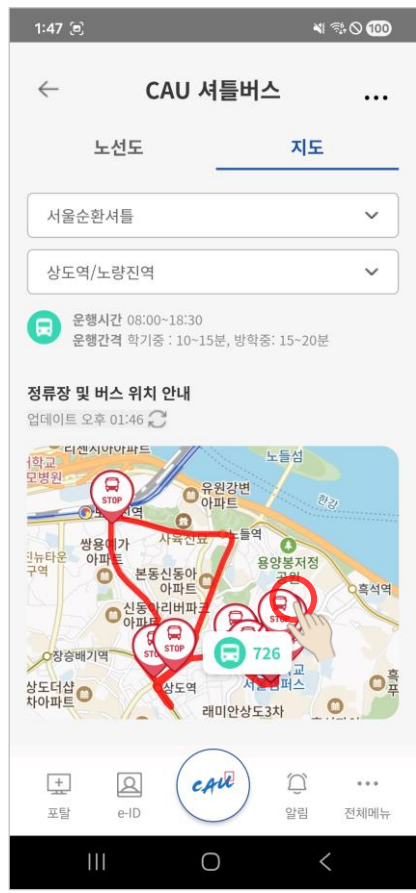 1:47
100
CAU 셔틀버스
노선도 지도
서울순환셔틀
상도역/노량진역
운행시간 08:00~18:30
운행간격 학기중 : 10~15분, 방학중: 15~20분
정류장 및 버스 위치 안내
업데이트 오후 01:46
노들섬
유원강변
아파트
한강
STOP
쌍용예가
아파트
노들역
용양봉저정
공원
본동신동아
아파트
흑석역
STOP
STOP
STOP
726
장승배기역
상도역
상도더샵
차아파트
래미안상도3차
CAU
포탈 e-ID 알림 전체메뉴